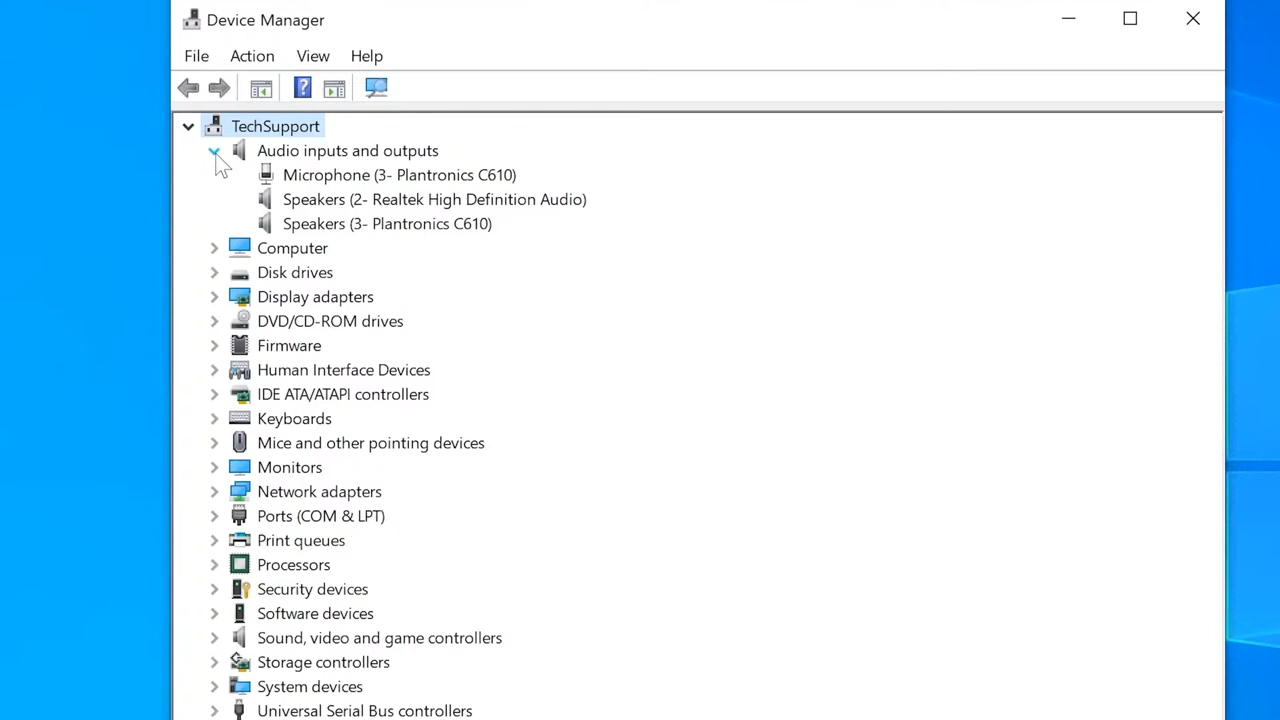 Device Manager
File Action View Help
TechSupport
Audio inputs and outputs
Microphone (3- Plantronics C610)
Speakers (2- Realtek High Definition Audio)
Speakers (3- Plantronics C610)
Computer
Disk drives
Display adapters
DVD/CD-ROM drives
Firmware
Human Interface Devices
IDE ATA/ATAPI controllers
Keyboards
Mice and other pointing devices
Monitors
Network adapters
Ports (COM & LPT)
Print queues
Processors
Security devices
Software devices
Sound, video and game controllers
Storage controllers
System devices
Universal Serial Bus controllers